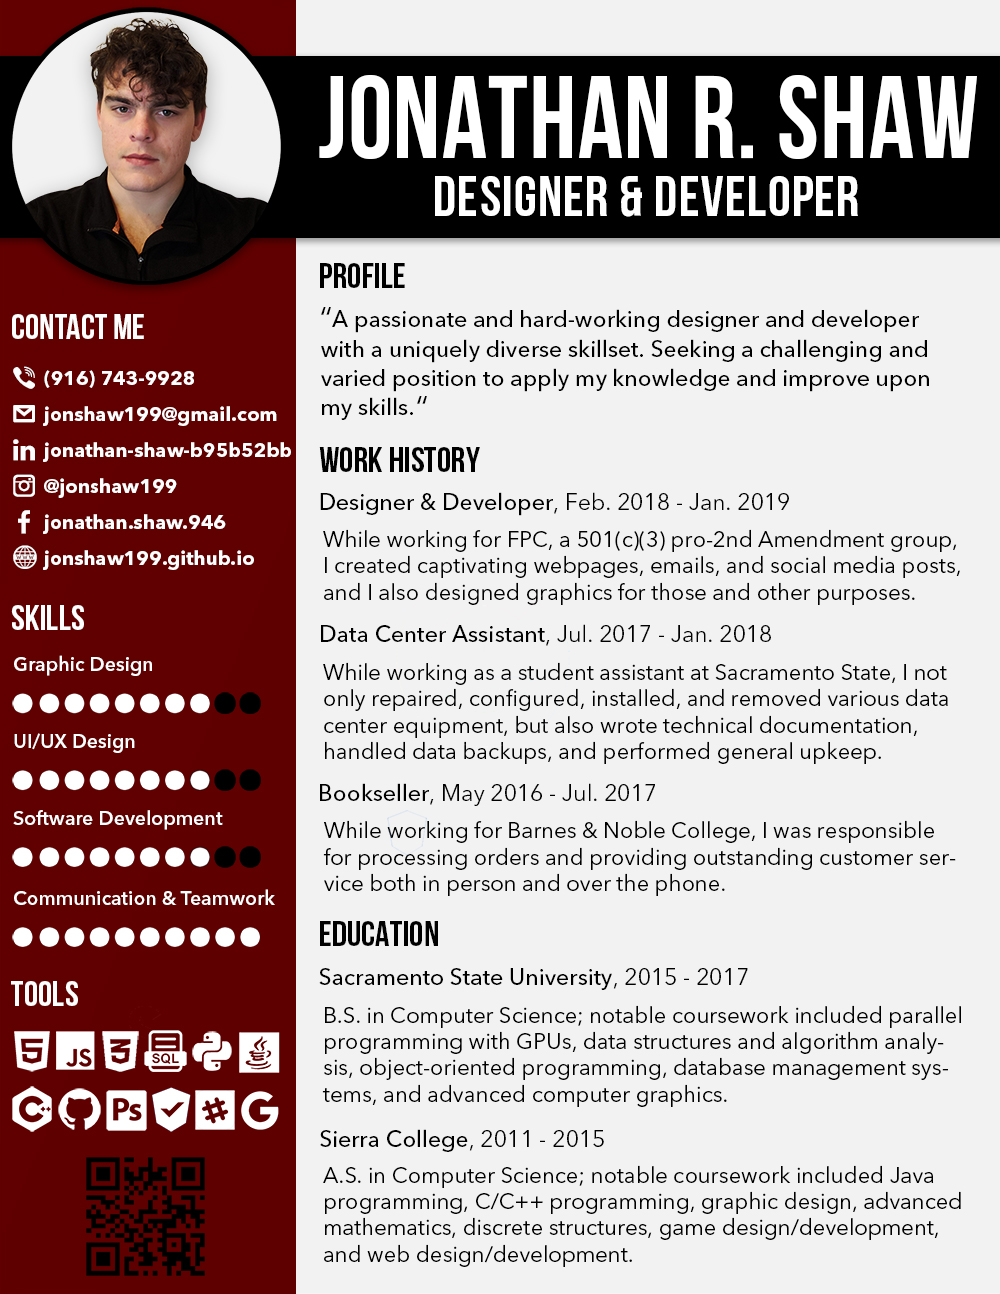 JONATHAN R. SHAW
DESIGNER & DEVELOPER
CONTACT ME
(916) 743-9928
jonshaw199@gmail.com
in jonathan-shaw-b95b52bb
@jonshaw199
f jonathan.shaw.946
WWW jonshaw199.github.io
SKILLS
Graphic Design
UI/UX Design
Software Development
Communication & Teamwork
TOOLS
5 JS 3 SQL
C++ Ps G
PROFILE
“A passionate and hard-working designer and developer
with a uniquely diverse skillset. Seeking a challenging and
varied position to apply my knowledge and improve upon
my skills.”
WORK HISTORY
Designer & Developer, Feb. 2018 - Jan. 2019
While working for FPC, a 501(c)(3) pro-2nd Amendment group,
I created captivating webpages, emails, and social media posts,
and I also designed graphics for those and other purposes.
Data Center Assistant, Jul. 2017 - Jan. 2018
While working as a student assistant at Sacramento State, I not
only repaired, configured, installed, and removed various data
center equipment, but also wrote technical documentation,
handled data backups, and performed general upkeep.
Bookseller, May 2016 - Jul. 2017
While working for Barnes & Noble College, I was responsible
for processing orders and providing outstanding customer ser-
vice both in person and over the phone.
EDUCATION
Sacramento State University, 2015 - 2017
B.S. in Computer Science; notable coursework included parallel
programming with GPUs, data structures and algorithm analy-
sis, object-oriented programming, database management sys-
tems, and advanced computer graphics.
Sierra College, 2011 - 2015
A.S. in Computer Science; notable coursework included Java
programming, C/C++ programming, graphic design, advanced
mathematics, discrete structures, game design/development,
and web design/development.